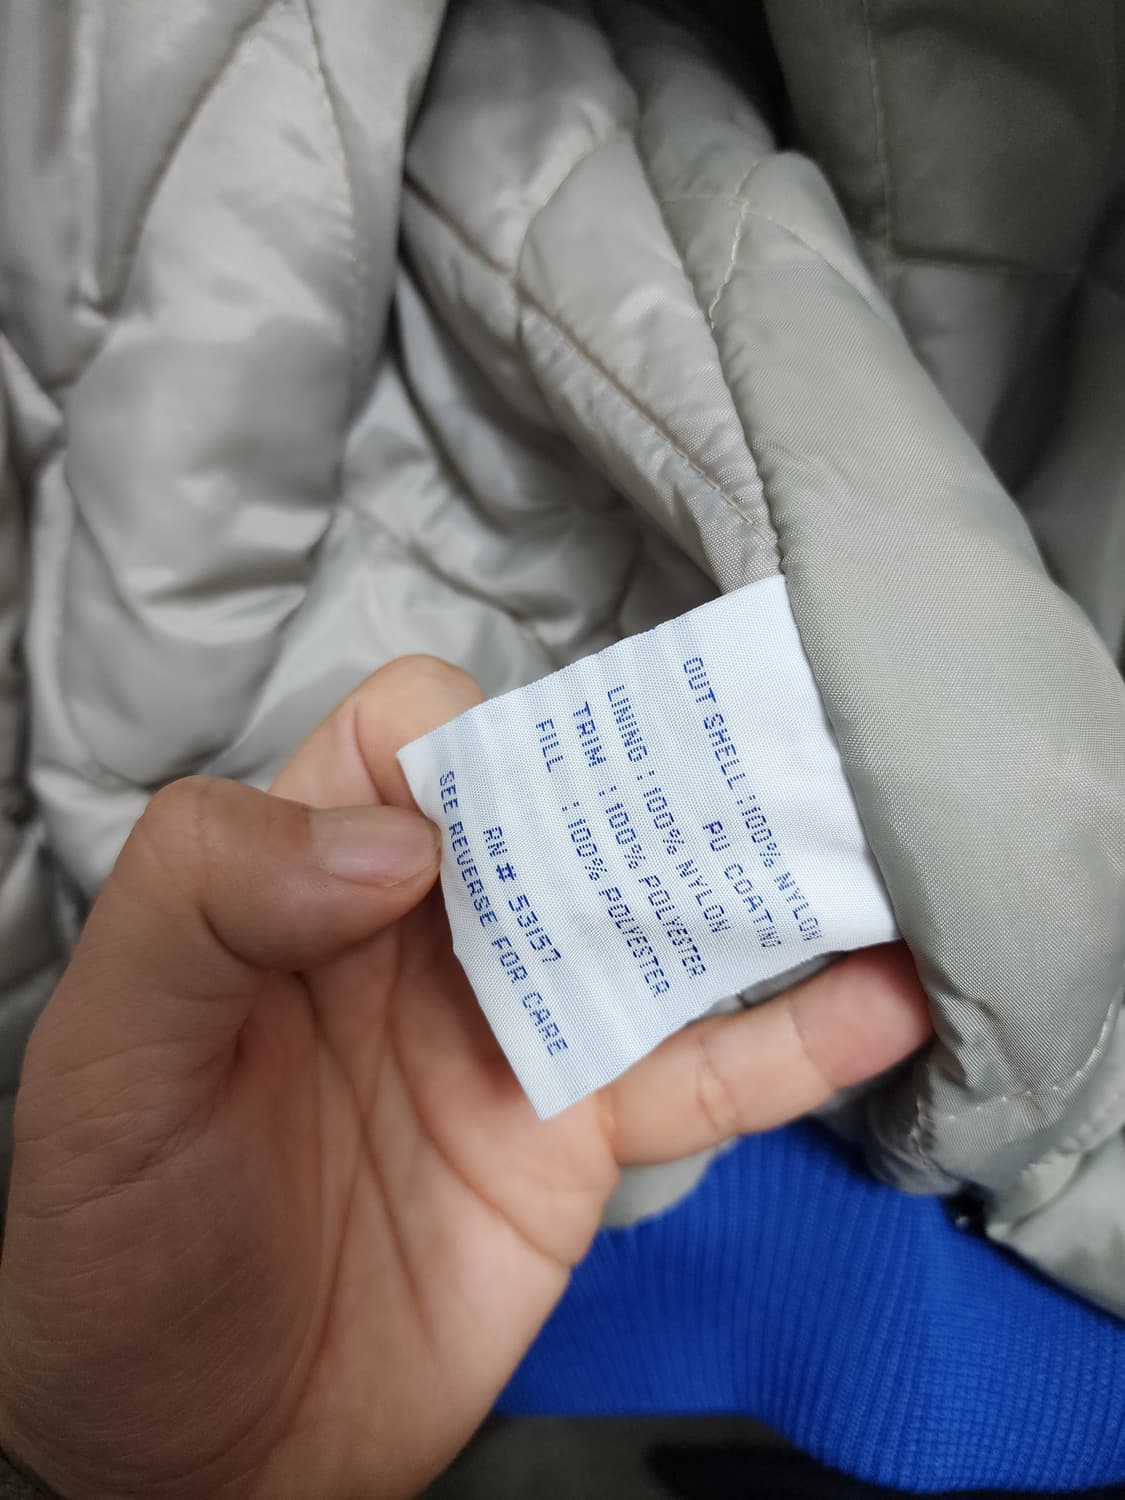 OUT SHELL:100% NYLON
PU COATING
LINING :100% NYLON
TRIM :100% POLYESTER
FILL :100% POLYESTER
RN# 53157
SEE REVERSE FOR CARE